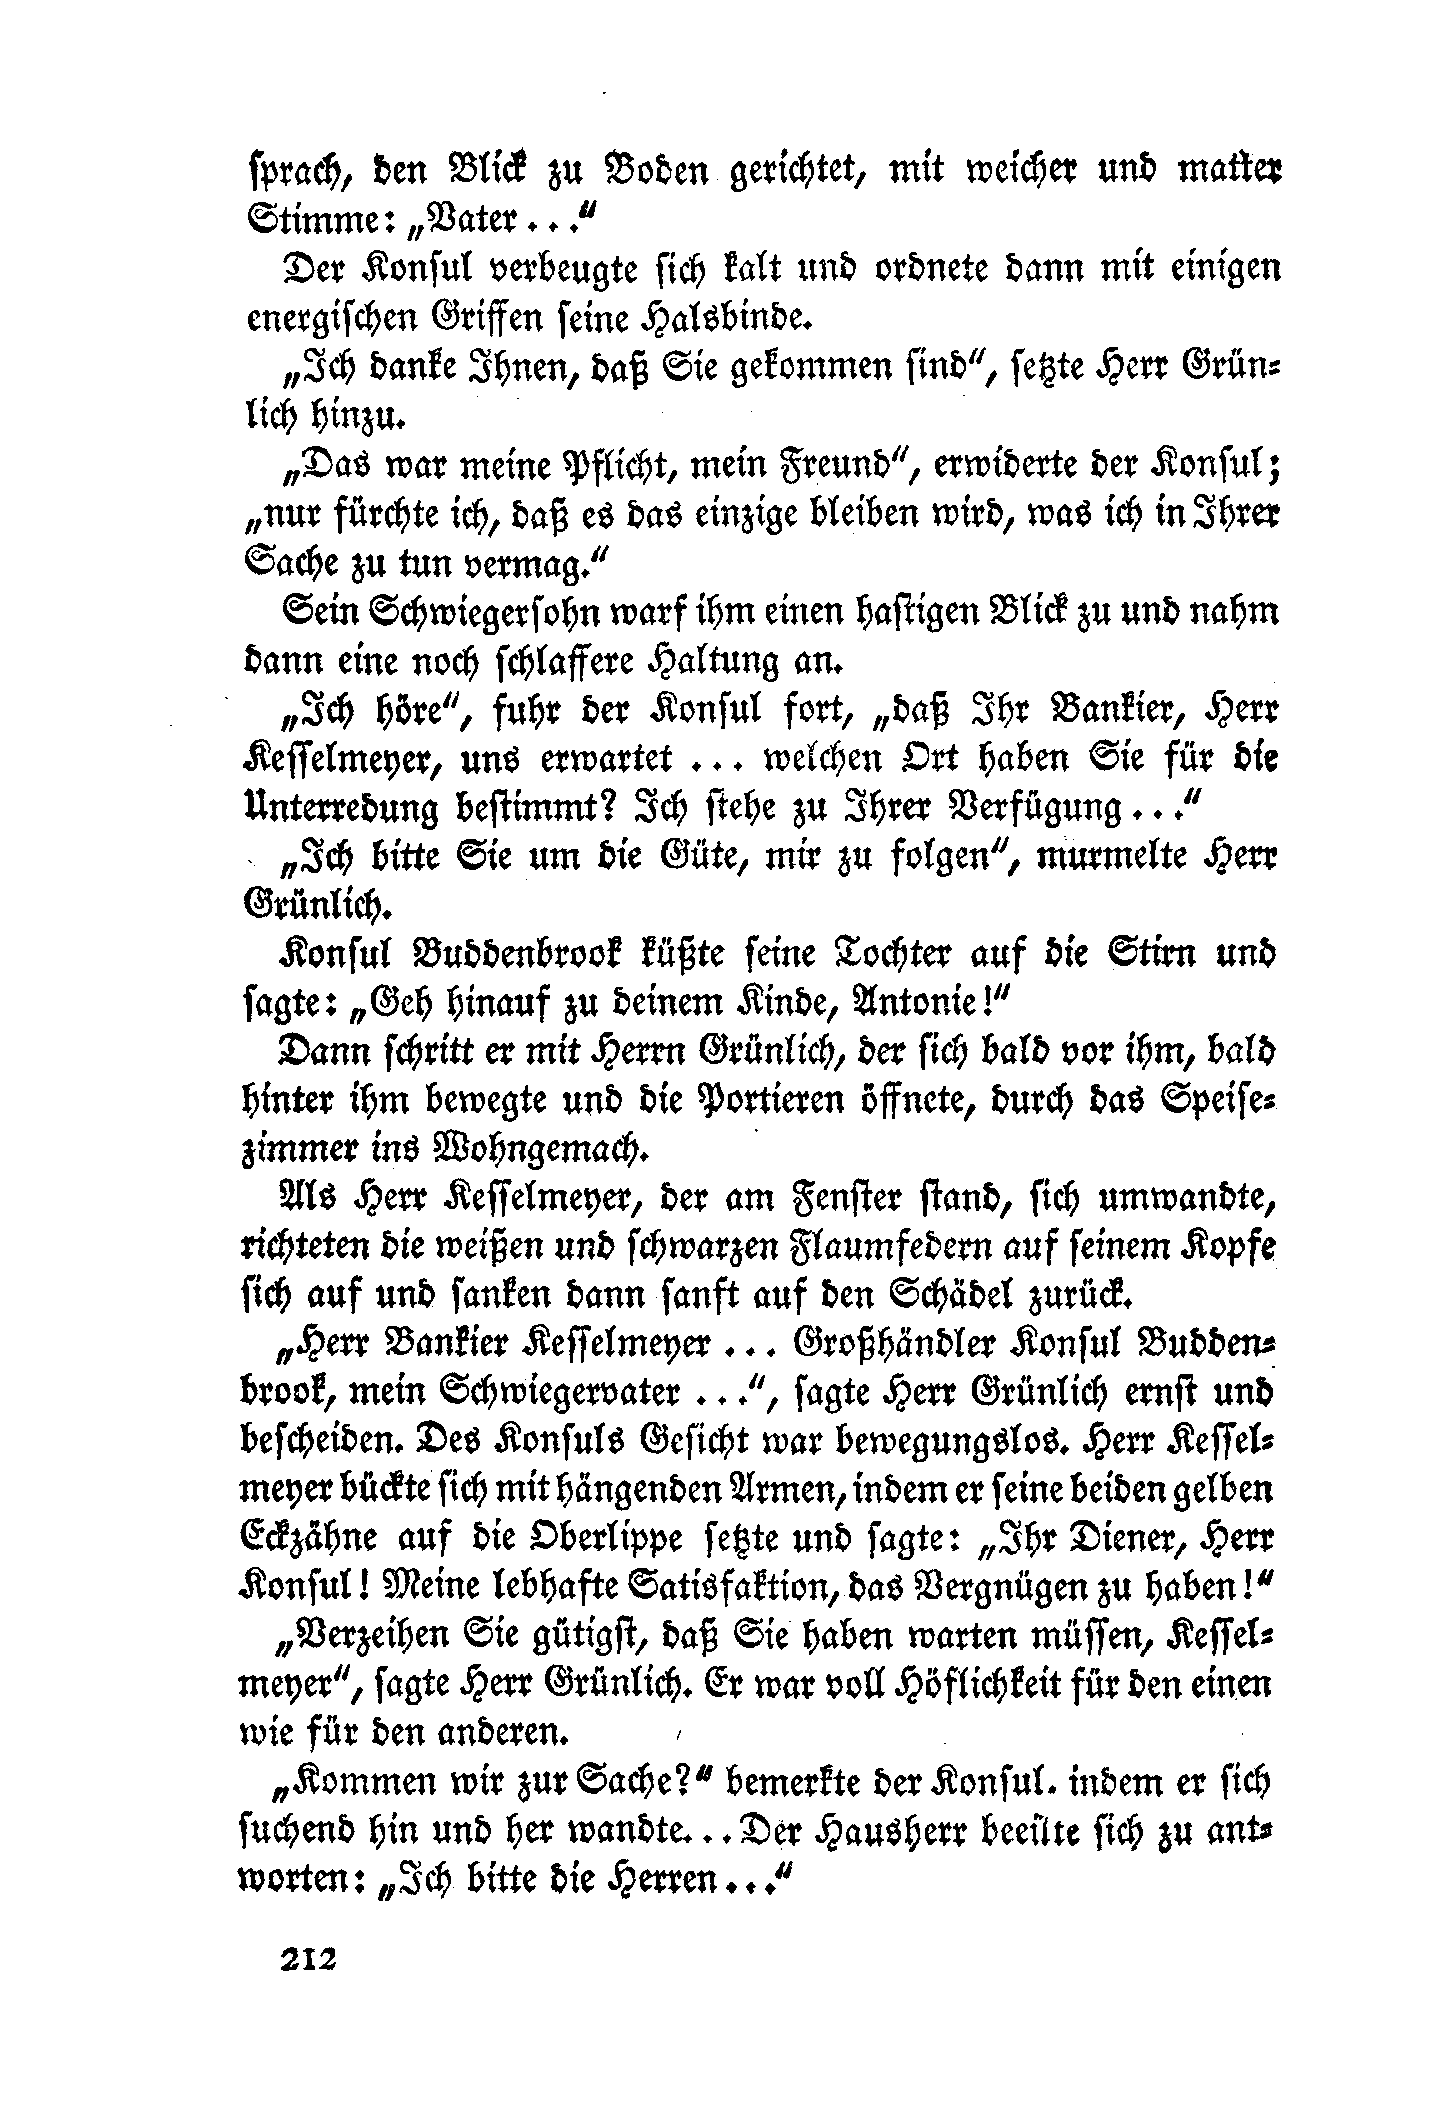 sprach, den Blick zu Boden gerichtet, mit weicher und matter
Stimme: „Vater . . .“
Der Konsul verbeugte sich kalt und ordnete dann mit einigen
energischen Griffen seine Halsbinde.
„Ich danke Ihnen, daß Sie gekommen sind“, setzte Herr Grün-
lich hinzu.
„Das war meine Pflicht, mein Freund“, erwiderte der Konsul;
„nur fürchte ich, daß es das einzige bleiben wird, was ich in Ihrer
Sache zu tun vermag.“
Sein Schwiegersohn warf ihm einen hastigen Blick zu und nahm
dann eine noch schlaffere Haltung an.
„Ich höre“, fuhr der Konsul fort, „daß Ihr Bankier, Herr
Kesselmeyer, uns erwartet . . . welchen Ort haben Sie für die
Unterredung bestimmt? Ich stehe zu Ihrer Verfügung . . .“
„Ich bitte Sie um die Güte, mir zu folgen“, murmelte Herr
Grünlich.
Konsul Buddenbrook küßte seine Tochter auf die Stirn und
sagte: „Geh hinauf zu deinem Kinde, Antonie!“
Dann schritt er mit Herrn Grünlich, der sich bald vor ihm, bald
hinter ihm bewegte und die Portieren öffnete, durch das Speise-
zimmer ins Wohngemach.
Als Herr Kesselmeyer, der am Fenster stand, sich umwandte,
richteten die weißen und schwarzen Flaumfedern auf seinem Kopfe
sich auf und sanken dann sanft auf den Schädel zurück.
„Herr Bankier Kesselmeyer . . . Großhändler Konsul Budden-
brook, mein Schwiegervater . . .“, sagte Herr Grünlich ernst und
bescheiden. Des Konsuls Gesicht war bewegungslos. Herr Kessel-
meyer bückte sich mit hängenden Armen, indem er seine beiden gelben
Eckzähne auf die Oberlippe setzte und sagte: „Ihr Diener, Herr
Konsul! Meine lebhafte Satisfaktion, das Vergnügen zu haben!“
„Verzeihen Sie gütigst, daß Sie haben warten müssen, Kessel-
meyer“, sagte Herr Grünlich. Er war voll Höflichkeit für den einen
wie für den anderen.
„Kommen wir zur Sache?“ bemerkte der Konsul. indem er sich
suchend hin und her wandte. . . Der Hausherr beeilte sich zu ant-
worten: „Ich bitte die Herren . . .“
212